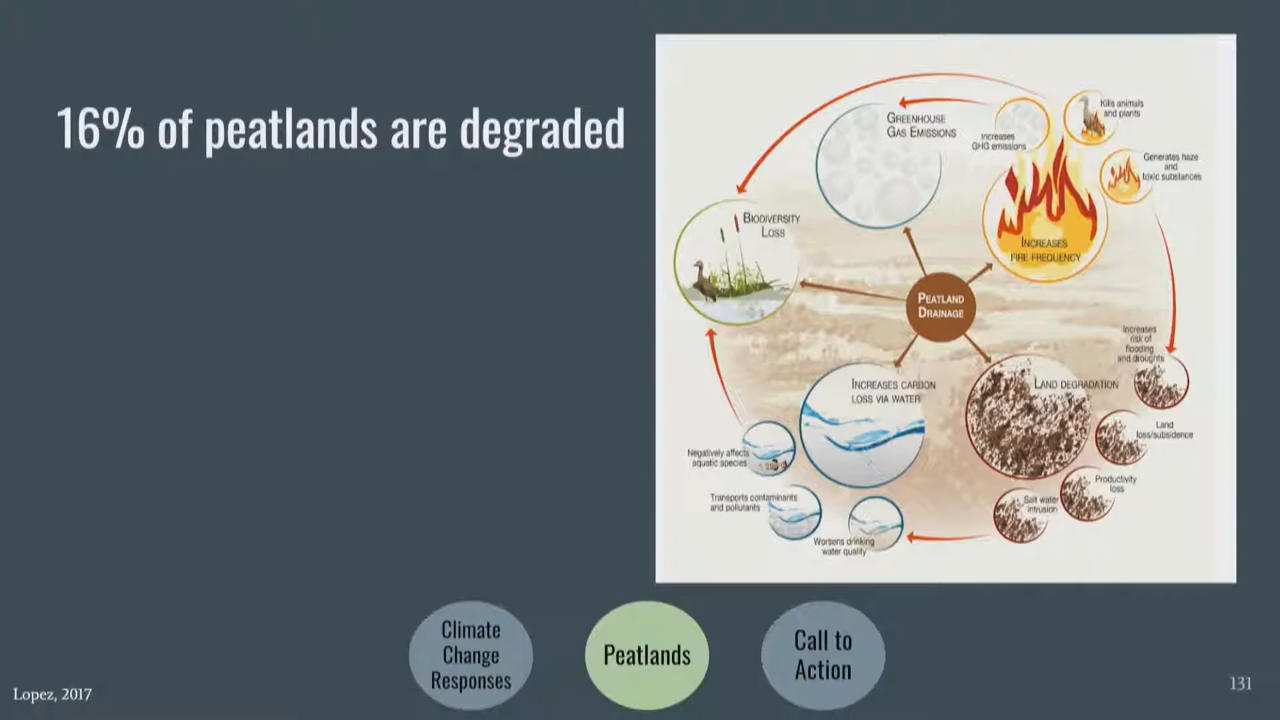 16% of peatlands are degraded
GREENHOUSE
GAS EMISSIONS
Increases
GHG emissions
Kills animals
and plants
Generates haze
and
toxic substances
INCREASES
FIRE FREQUENCY
BIODIVERSITY
LOSS
PEATLAND
DRAINAGE
Increases
risk of
flooding
and droughts
INCREASES CARBON
LOSS VIA WATER
LAND DEGRADATION
Land
loss/subsidence
Negatively affects
aquatic species
Productivity
loss
Transports contaminants
and pollutants
Salt water
intrusion
Worsens drinking
water quality
Climate
Change
Responses
Peatlands
Call to
Action
Lopez, 2017
131